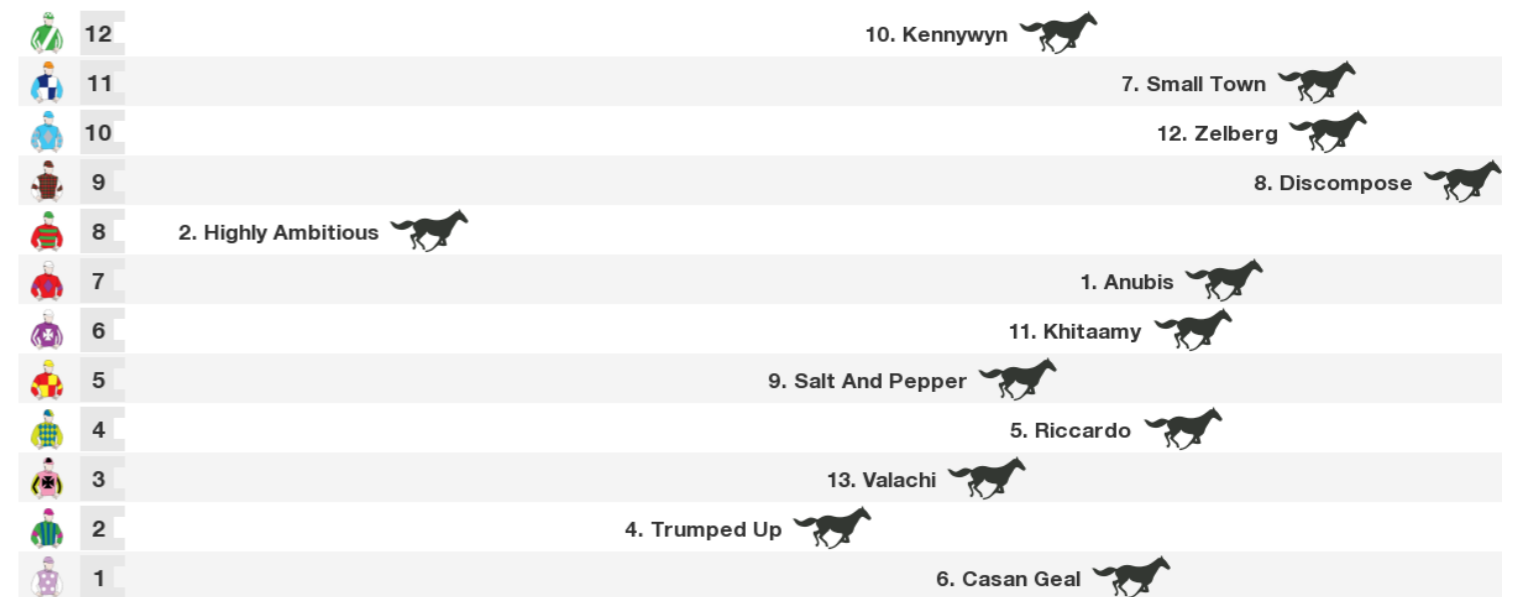 12 10. Kennywyn
11 7. Small Town
10 12. Zelberg
9 8. Discompose
8 2. Highly Ambitious
7 1. Anubis
6 11. Khitaamy
5 9. Salt And Pepper
4 5. Riccardo
3 13. Valachi
2 4. Trumped Up
1 6. Casan Geal